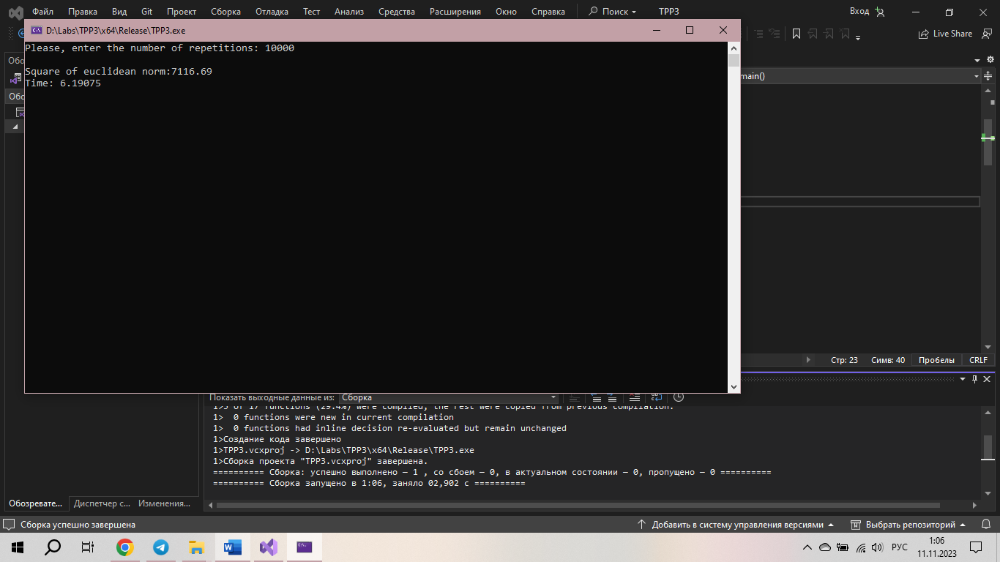 Файл Правка Вид Git Проект Сборка Отладка Тест Анализ Средства Расширения Окно Справка Поиск TPP3 Вход
D:\Labs\TPP3\x64\Release\TPP3.exe
Live Share
Please, enter the number of repetitions: 10000
Square of euclidean norm:7116.69
Time: 6.19075
main()
Стр: 23 Симв: 40 Пробелы CRLF
Показать выходные данные из: Сборка
1>5 of 17 functions (29.4%) were compiled, the rest were copied from previous compilation.
1>  0 functions were new in current compilation
1>  0 functions had inline decision re-evaluated but remain unchanged
1>Создание кода завершено
1>TPP3.vcxproj -> D:\Labs\TPP3\x64\Release\TPP3.exe
1>Сборка проекта "TPP3.vcxproj" завершена.
========== Сборка: успешно выполнено — 1 , со сбоем — 0, в актуальном состоянии — 0, пропущено — 0 ==========
========== Сборка запущено в 1:06, заняло 02,902 с ==========
Обозревате... Диспетчер с... Изменения...
Сборка успешно завершена
Добавить в систему управления версиями Выбрать репозиторий
РУС 1:06
11.11.2023